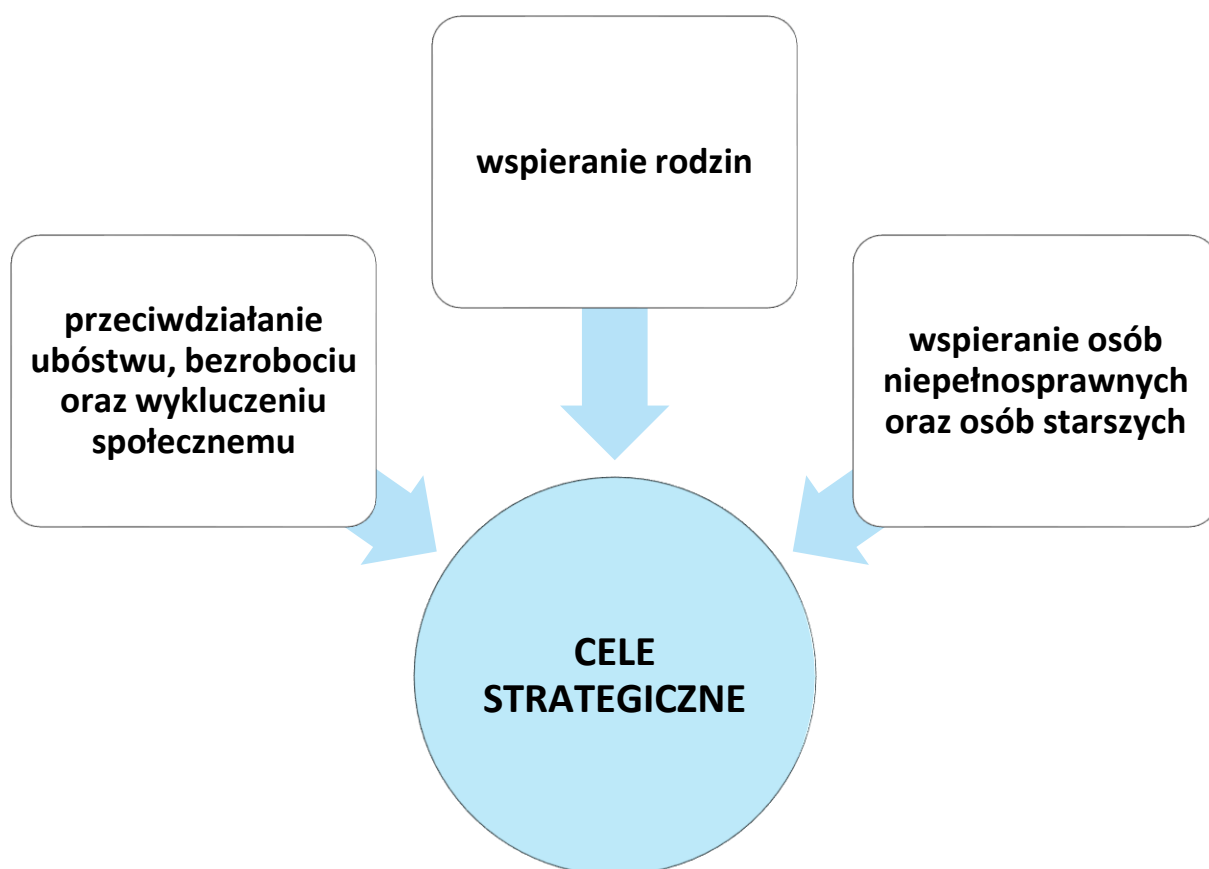 wspieranie rodzin
przeciwdziałanie
ubóstwu, bezrobociu
oraz wykluczeniu
społecznemu
wspieranie osób
niepełnosprawnych
oraz osób starszych
CELE
STRATEGICZNE